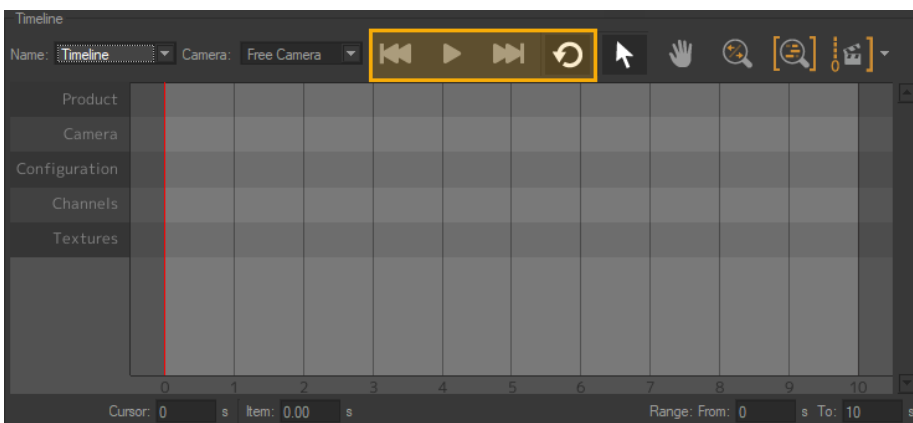 Timeline
Name: Timeline Camera: Free Camera
Product
Camera
Configuration
Channels
Textures
0 1 2 3 4 5 6 7 8 9 10
Cursor: 0 s Item: 0.00 s Range: From: 0 s To: 10 s